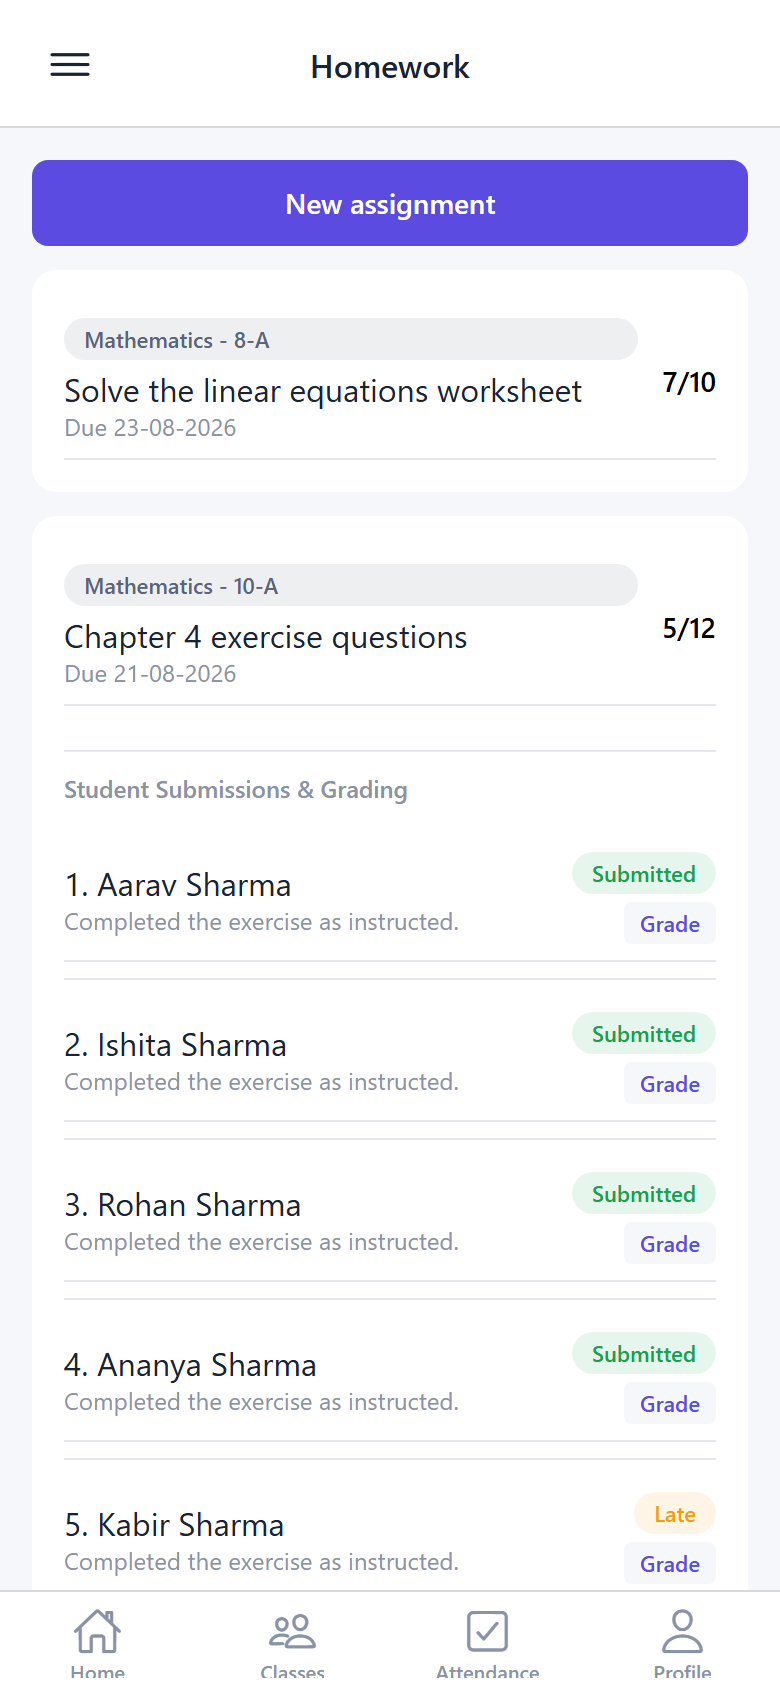 Homework
New assignment
Mathematics - 8-A
Solve the linear equations worksheet
7/10
Due 23-08-2026
Mathematics - 10-A
Chapter 4 exercise questions
5/12
Due 21-08-2026
Student Submissions & Grading
1. Aarav Sharma
Submitted
Completed the exercise as instructed.
Grade
2. Ishita Sharma
Submitted
Completed the exercise as instructed.
Grade
3. Rohan Sharma
Submitted
Completed the exercise as instructed.
Grade
4. Ananya Sharma
Submitted
Completed the exercise as instructed.
Grade
5. Kabir Sharma
Late
Completed the exercise as instructed.
Grade
Home
Classes
Attendance
Profile